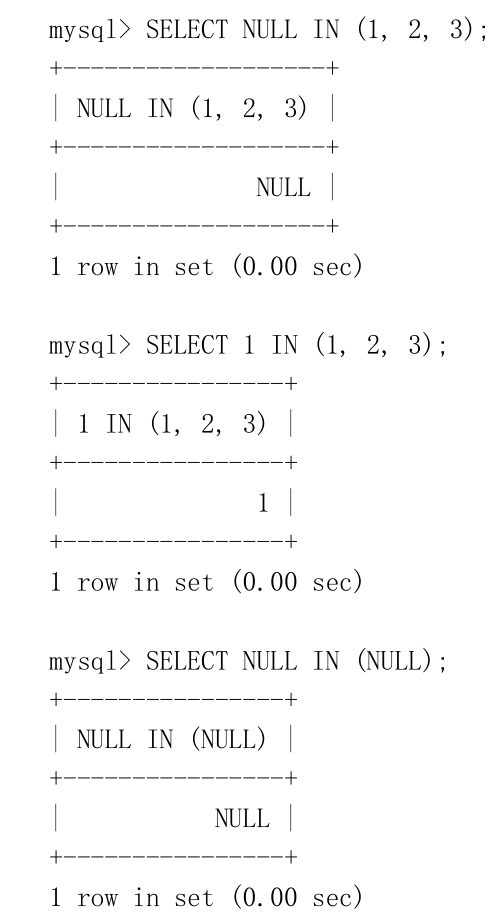 mysql> SELECT NULL IN (1, 2, 3);
+-------------------+
| NULL IN (1, 2, 3) |
+-------------------+
|              NULL |
+-------------------+
1 row in set (0.00 sec)

mysql> SELECT 1 IN (1, 2, 3);
+----------------+
| 1 IN (1, 2, 3) |
+----------------+
|              1 |
+----------------+
1 row in set (0.00 sec)

mysql> SELECT NULL IN (NULL);
+----------------+
| NULL IN (NULL) |
+----------------+
|           NULL |
+----------------+
1 row in set (0.00 sec)